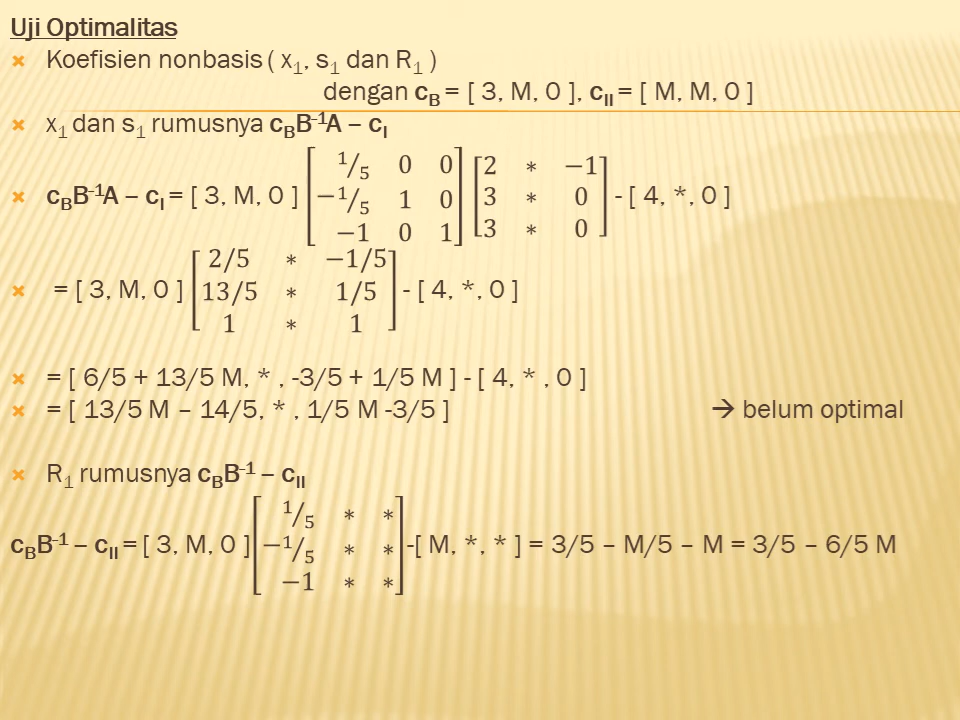 Uji Optimalitas
Koefisien nonbasis ( x₁, s₁ dan R₁ )
dengan c_B = [ 3, M, 0 ], c_II = [ M, M, 0 ]
x₁ dan s₁ rumusnya c_BB⁻¹A – c_I
c_BB⁻¹A – c_I = [ 3, M, 0 ] [1/5 0 0; −1/5 1 0; −1 0 1] [2 * −1; 3 * 0; 3 * 0] - [ 4, *, 0 ]
= [ 3, M, 0 ] [2/5 * −1/5; 13/5 * 1/5; 1 * 1] - [ 4, *, 0 ]
= [ 6/5 + 13/5 M, * , -3/5 + 1/5 M ] - [ 4, * , 0 ]
= [ 13/5 M – 14/5, * , 1/5 M -3/5 ] → belum optimal
R₁ rumusnya c_BB⁻¹ – c_II
c_BB⁻¹ – c_II = [ 3, M, 0 ] [1/5 * *; −1/5 * *; −1 * *] -[ M, *, * ] = 3/5 – M/5 – M = 3/5 – 6/5 M